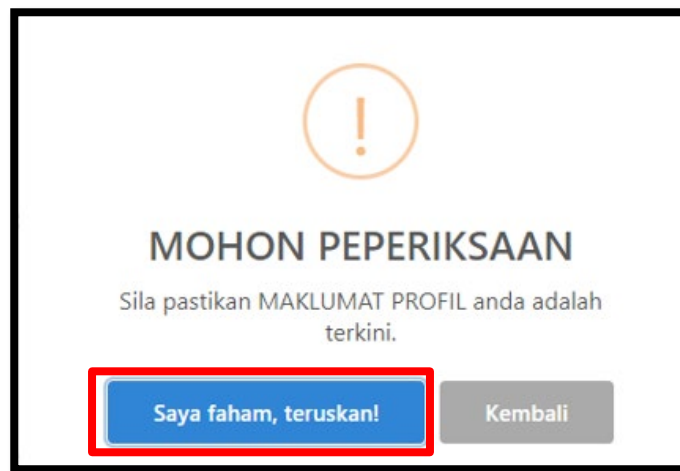 !
MOHON PEPERIKSAAN
Sila pastikan MAKLUMAT PROFIL anda adalah
terkini.
Saya faham, teruskan!
Kembali